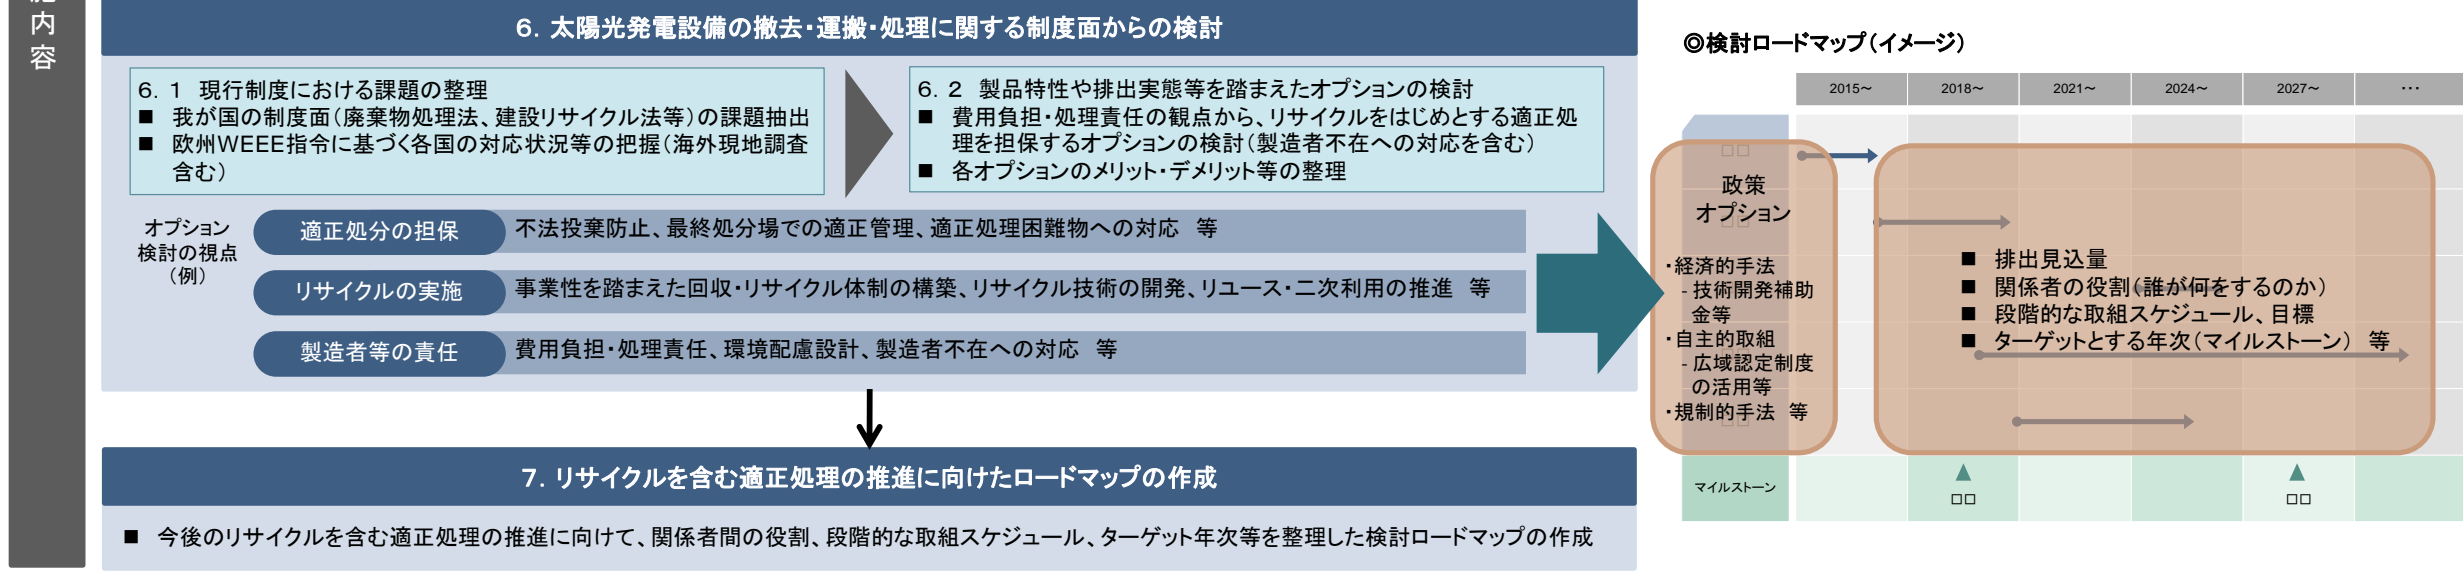 内
容
６．太陽光発電設備の撤去・運搬・処理に関する制度面からの検討
６．１　現行制度における課題の整理
■ 我が国の制度面（廃棄物処理法、建設リサイクル法等）の課題抽出
■ 欧州WEEE指令に基づく各国の対応状況等の把握（海外現地調査
含む）
６．２　製品特性や排出実態等を踏まえたオプションの検討
■ 費用負担・処理責任の観点から、リサイクルをはじめとする適正処
理を担保するオプションの検討（製造者不在への対応を含む）
■ 各オプションのメリット・デメリット等の整理
オプション
検討の視点
（例）
適正処分の担保
不法投棄防止、最終処分場での適正管理、適正処理困難物への対応　等
リサイクルの実施
事業性を踏まえた回収・リサイクル体制の構築、リサイクル技術の開発、リユース・二次利用の推進　等
製造者等の責任
費用負担・処理責任、環境配慮設計、製造者不在への対応　等
７．リサイクルを含む適正処理の推進に向けたロードマップの作成
■ 今後のリサイクルを含む適正処理の推進に向けて、関係者間の役割、段階的な取組スケジュール、ターゲット年次等を整理した検討ロードマップの作成
◎検討ロードマップ（イメージ）
2015～
2018～
2021～
2024～
2027～
…
□□
政策
オプション
□□
・経済的手法
- 技術開発補助
金等
・自主的取組
- 広域認定制度
の活用等
・規制的手法　等
□□
■ 排出見込量
■ 関係者の役割（誰が何をするのか）
■ 段階的な取組スケジュール、目標
■ ターゲットとする年次（マイルストーン）　等
マイルストーン
□□
□□